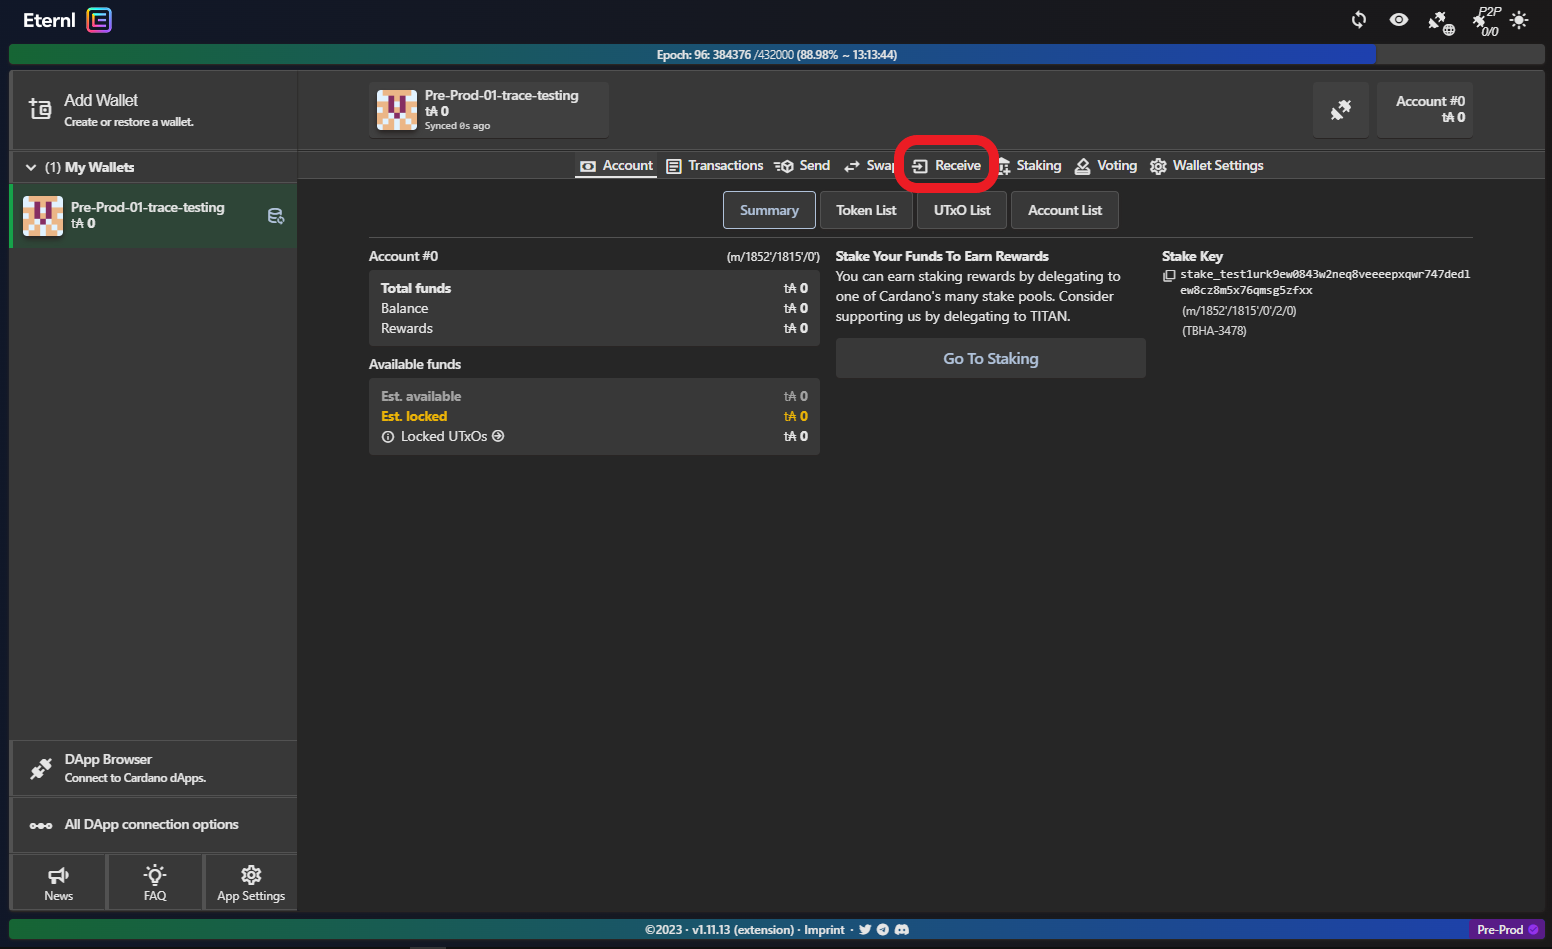 Eternl
P2P
0/0
Epoch: 96: 384376 /432000 (88.98% ~ 13:13:44)
Add Wallet
Create or restore a wallet.
(1) My Wallets
Pre-Prod-01-trace-testing
t₳ 0
Pre-Prod-01-trace-testing
t₳ 0
Synced 0s ago
Account #0
t₳ 0
Account Transactions Send Swap Receive Staking Voting Wallet Settings
Summary Token List UTxO List Account List
Account #0 (m/1852'/1815'/0')
Total funds t₳ 0
Balance t₳ 0
Rewards t₳ 0
Available funds
Est. available t₳ 0
Est. locked t₳ 0
Locked UTxOs t₳ 0
Stake Your Funds To Earn Rewards
You can earn staking rewards by delegating to
one of Cardano's many stake pools. Consider
supporting us by delegating to TITAN.
Go To Staking
Stake Key
stake_test1urk9ew0843w2neq8veeeepxqwr747dedl
ew8cz8m5x76qmsg5zfxx
(m/1852'/1815'/0'/2/0)
(TBHA-3478)
DApp Browser
Connect to Cardano dApps.
All DApp connection options
News FAQ App Settings
©2023 · v1.11.13 (extension) · Imprint ·
Pre-Prod